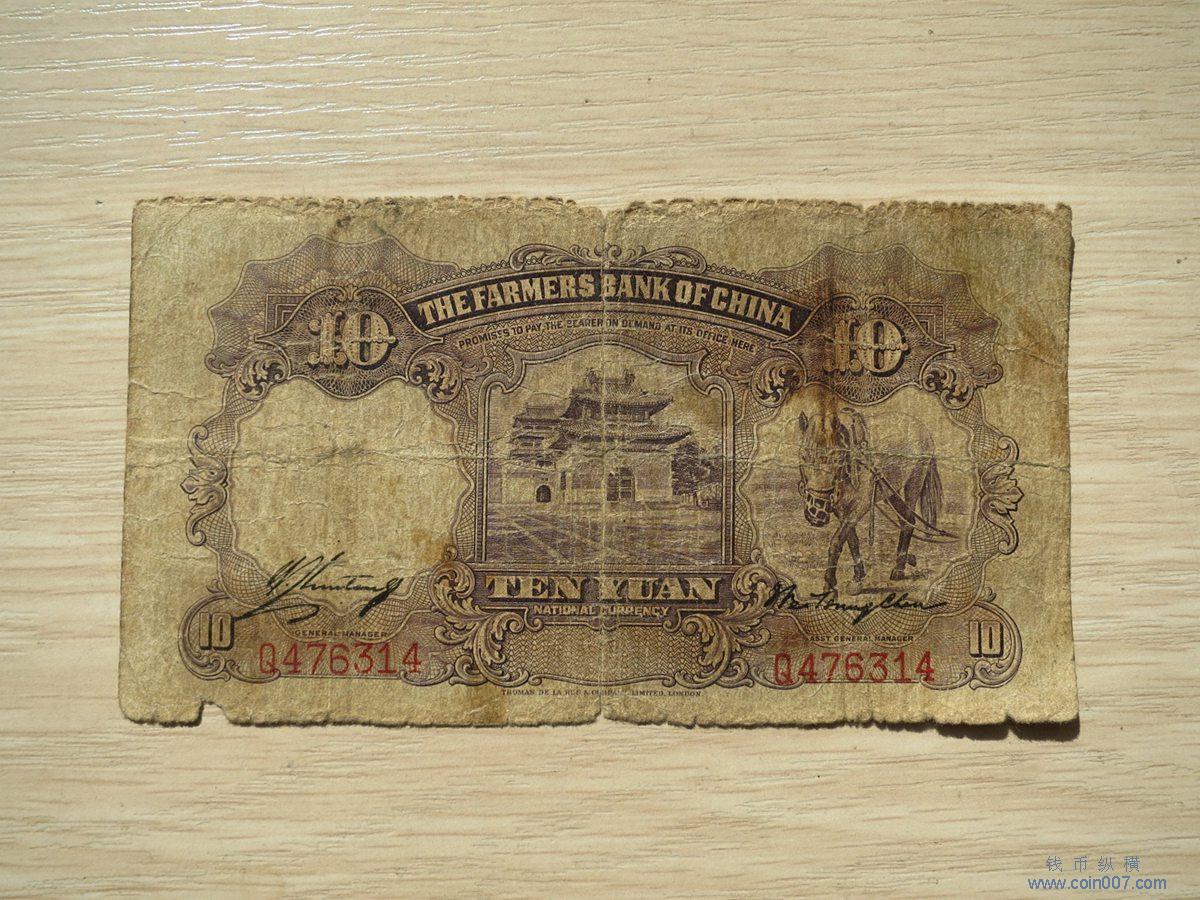 THE FARMERS BANK OF CHINA
PROMISES TO PAY THE BEARER ON DEMAND AT ITS OFFICE HERE
10 10
TEN YUAN
NATIONAL CURRENCY
GENERAL MANAGER ASST GENERAL MANAGER
10 10
Q476314 Q476314
THOMAS DE LA RUE & COMPANY, LIMITED, LONDON
钱币纵横
www.coin007.com